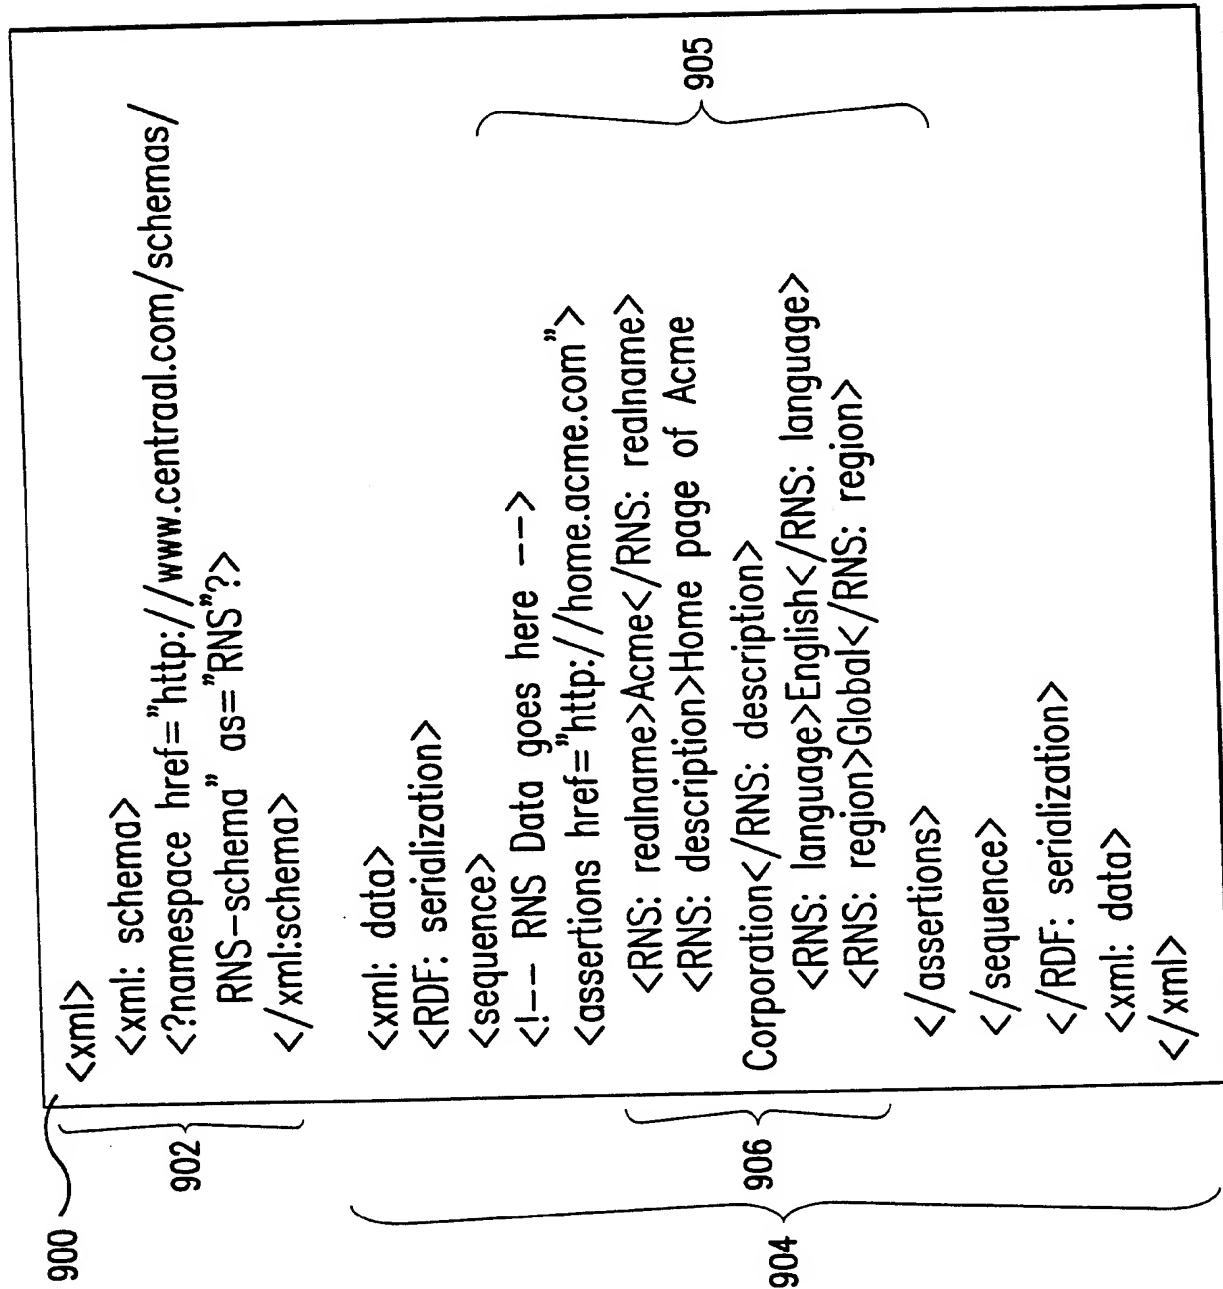 900
<xml>
<xml: schema>
<?namespace href="http://www.centraal.com/schemas/
RNS-schema" as="RNS"?>
</xml:schema>
902
<xml: data>
<RDF: serialization>
<sequence>
<!-- RNS Data goes here -->
<assertions href="http://home.acme.com">
<RNS: realname>Acme</RNS: realname>
<RNS: description>Home page of Acme
Corporation</RNS: description>
<RNS: language>English</RNS: language>
<RNS: region>Global</RNS: region>
</assertions>
</sequence>
</RDF: serialization>
<xml: data>
</xml>
905
906
904